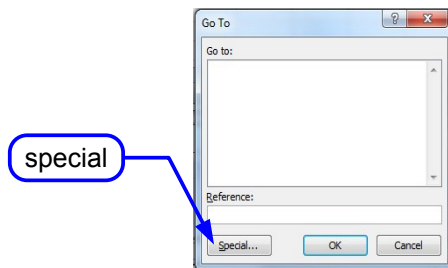 Go To
Go to:
special
Reference:
Special...
OK
Cancel